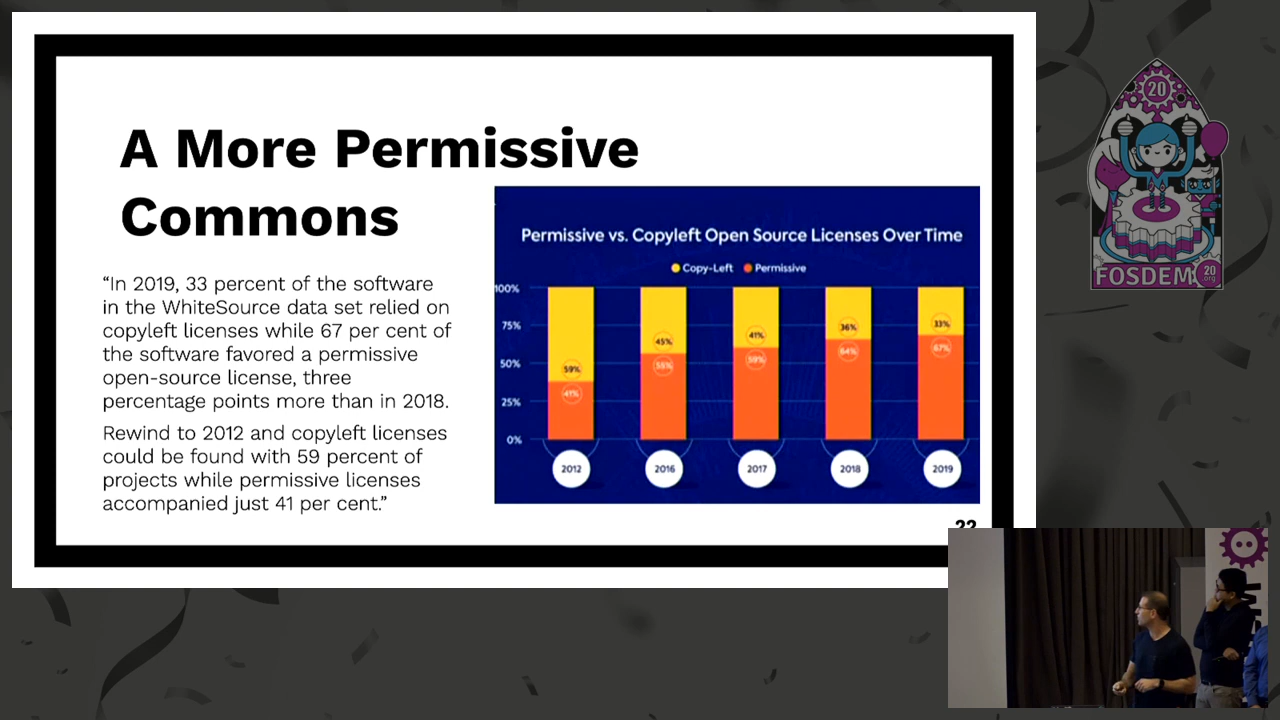 A More Permissive
Commons
“In 2019, 33 percent of the software
in the WhiteSource data set relied on
copyleft licenses while 67 per cent of
the software favored a permissive
open-source license, three
percentage points more than in 2018.
Rewind to 2012 and copyleft licenses
could be found with 59 percent of
projects while permissive licenses
accompanied just 41 per cent.”
Permissive vs. Copyleft Open Source Licenses Over Time
Copy-Left Permissive
100%
75%
50%
25%
0%
59% 45% 41% 36% 33%
41% 55% 59% 64% 67%
2012 2016 2017 2018 2019
22
20
FOSDEM 20 .org